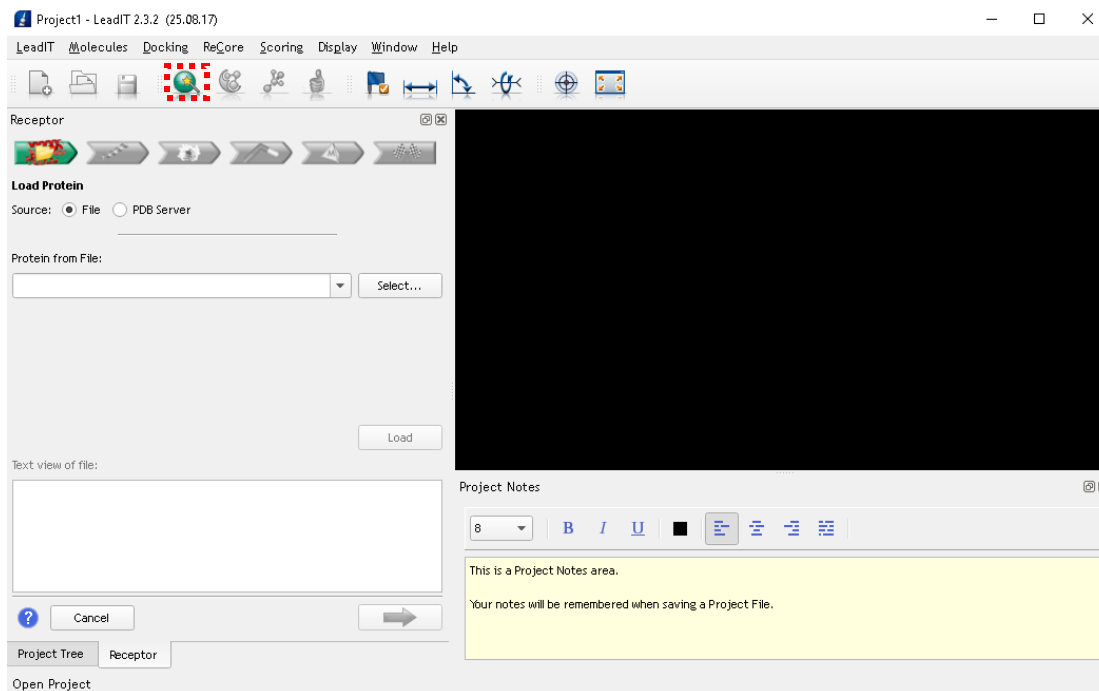 Project1 - LeadIT 2.3.2 (25.08.17)
LeadIT Molecules Docking ReCore Scoring Display Window Help
Receptor
Load Protein
Source: File PDB Server
Protein from File:
Select...
Load
Text view of file:
Project Notes
8 B I U
This is a Project Notes area.
Your notes will be remembered when saving a Project File.
? Cancel
Project Tree Receptor
Open Project